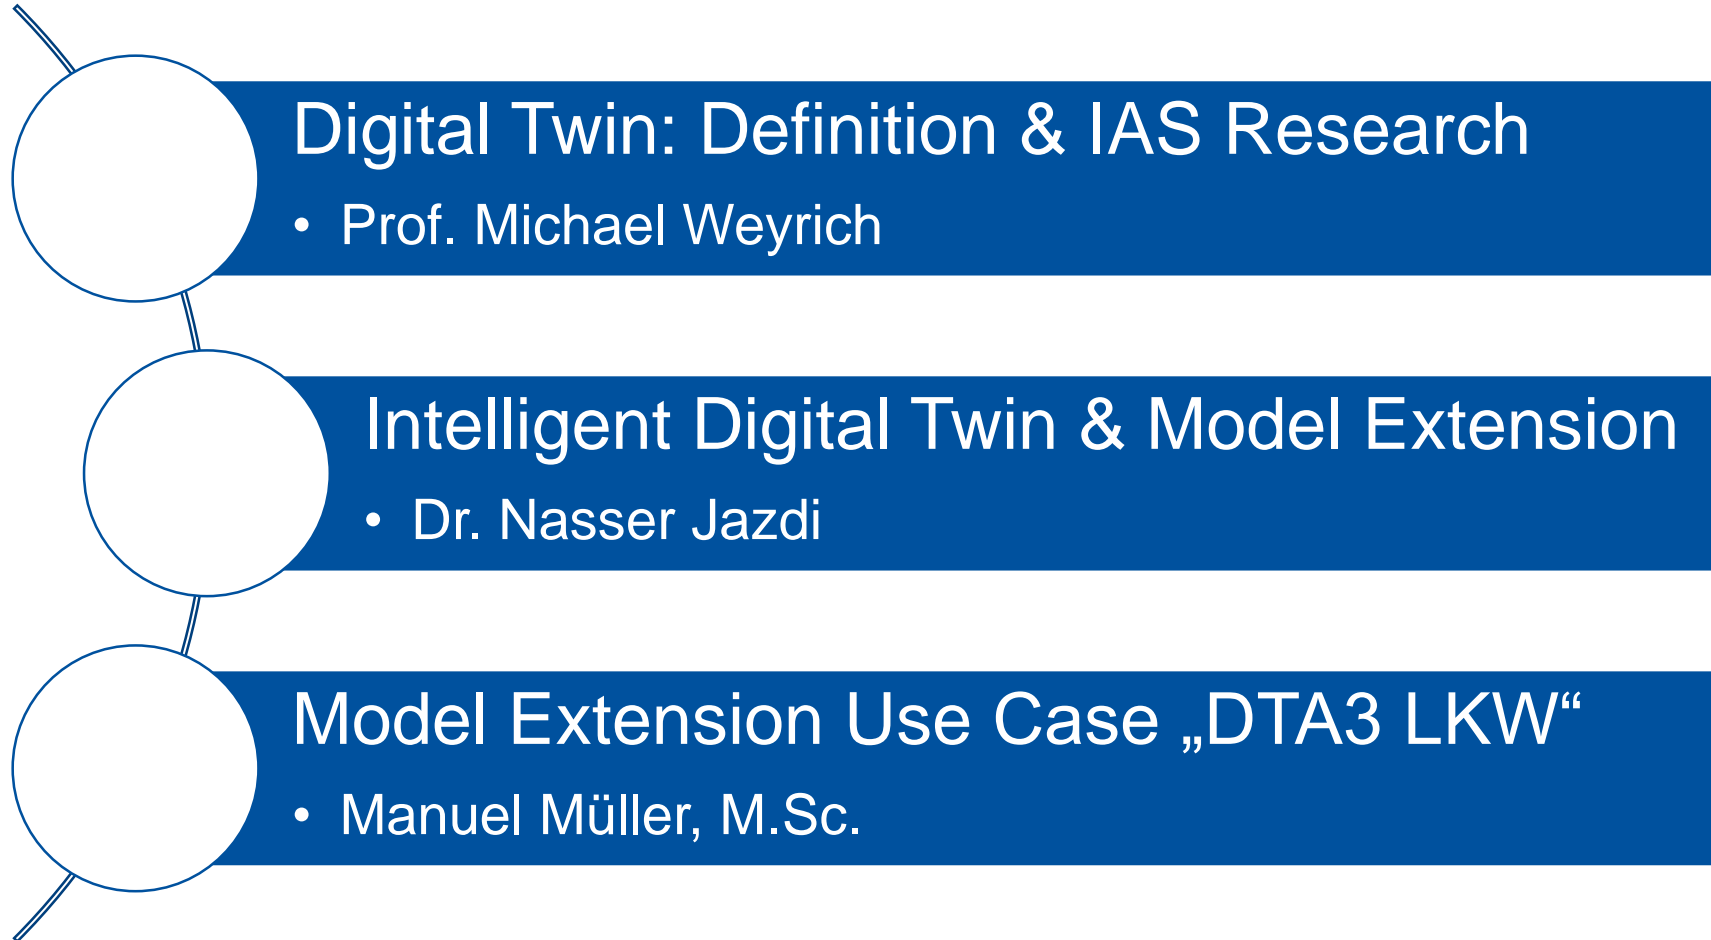 Digital Twin: Definition & IAS Research
• Prof. Michael Weyrich
Intelligent Digital Twin & Model Extension
• Dr. Nasser Jazdi
Model Extension Use Case „DTA3 LKW“
• Manuel Müller, M.Sc.